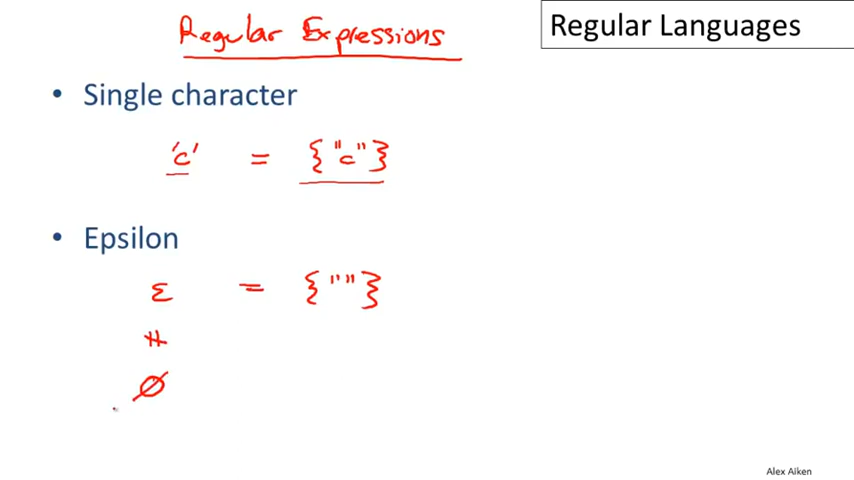 Regular Expressions
Regular Languages
• Single character
'c' = {"c"}
• Epsilon
ε = {""}
≠
∅
Alex Aiken